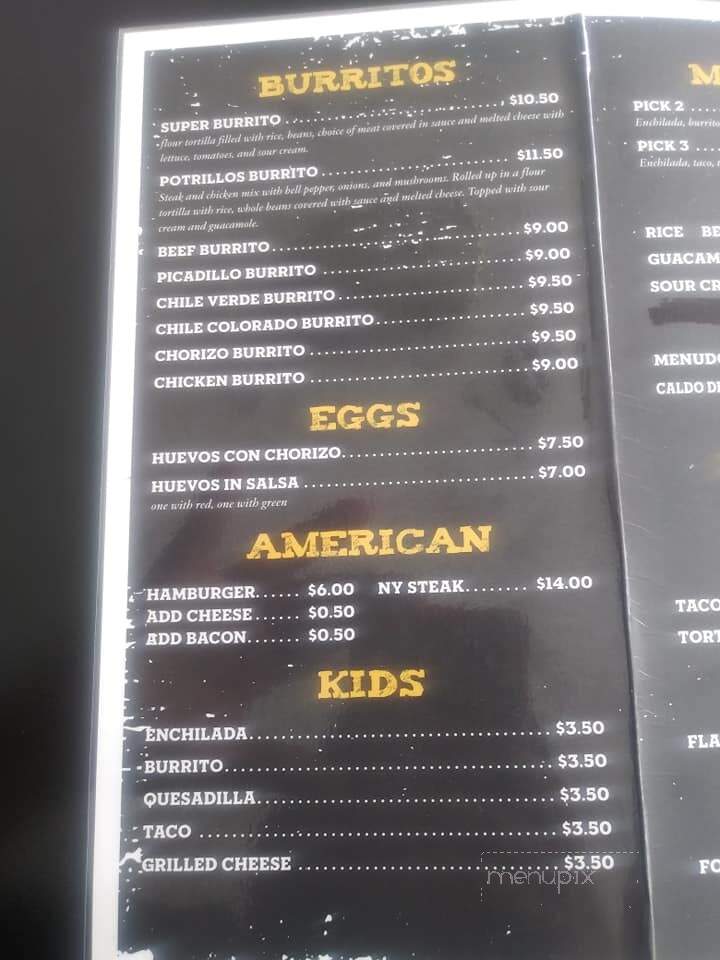 BURRITOS
SUPER BURRITO ............................ $10.50
flour tortilla filled with rice, beans, choice of meat covered in sauce and melted cheese with
lettuce, tomatoes, and sour cream.
POTRILLOS BURRITO ........................ $11.50
Steak and chicken mix with bell pepper, onions, and mushrooms. Rolled up in a flour
tortilla with rice, whole beans covered with sauce and melted cheese. Topped with sour
cream and guacamole.
BEEF BURRITO................................ $9.00
PICADILLO BURRITO ......................... $9.00
CHILE VERDE BURRITO........................ $9.50
CHILE COLORADO BURRITO................... $9.50
CHORIZO BURRITO ........................... $9.50
CHICKEN BURRITO ........................... $9.00
EGGS
HUEVOS CON CHORIZO........................ $7.50
HUEVOS IN SALSA ............................ $7.00
one with red, one with green
AMERICAN
HAMBURGER...... $6.00 NY STEAK........ $14.00
ADD CHEESE...... $0.50
ADD BACON....... $0.50
KIDS
ENCHILADA..................................... $3.50
BURRITO........................................ $3.50
QUESADILLA.................................... $3.50
TACO ........................................... $3.50
GRILLED CHEESE ............................... $3.50
menupix
M
PICK 2 ....
Enchilada, burrito
PICK 3 ....
Enchilada, taco,
RICE BE
GUACAM
SOUR CR
MENUDO
CALDO DE
TACO
TORT
FLA
FO